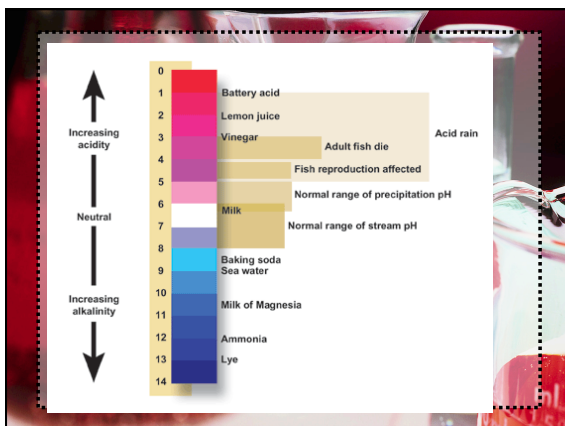 0
1
Battery acid
2
Lemon juice
Increasing
acidity
Acid rain
3
Vinegar
Adult fish die
4
Fish reproduction affected
5
Normal range of precipitation pH
6
Neutral
Milk
7
Normal range of stream pH
8
Baking soda
9
Sea water
10
Increasing
alkalinity
Milk of Magnesia
11
12
Ammonia
13
Lye
14